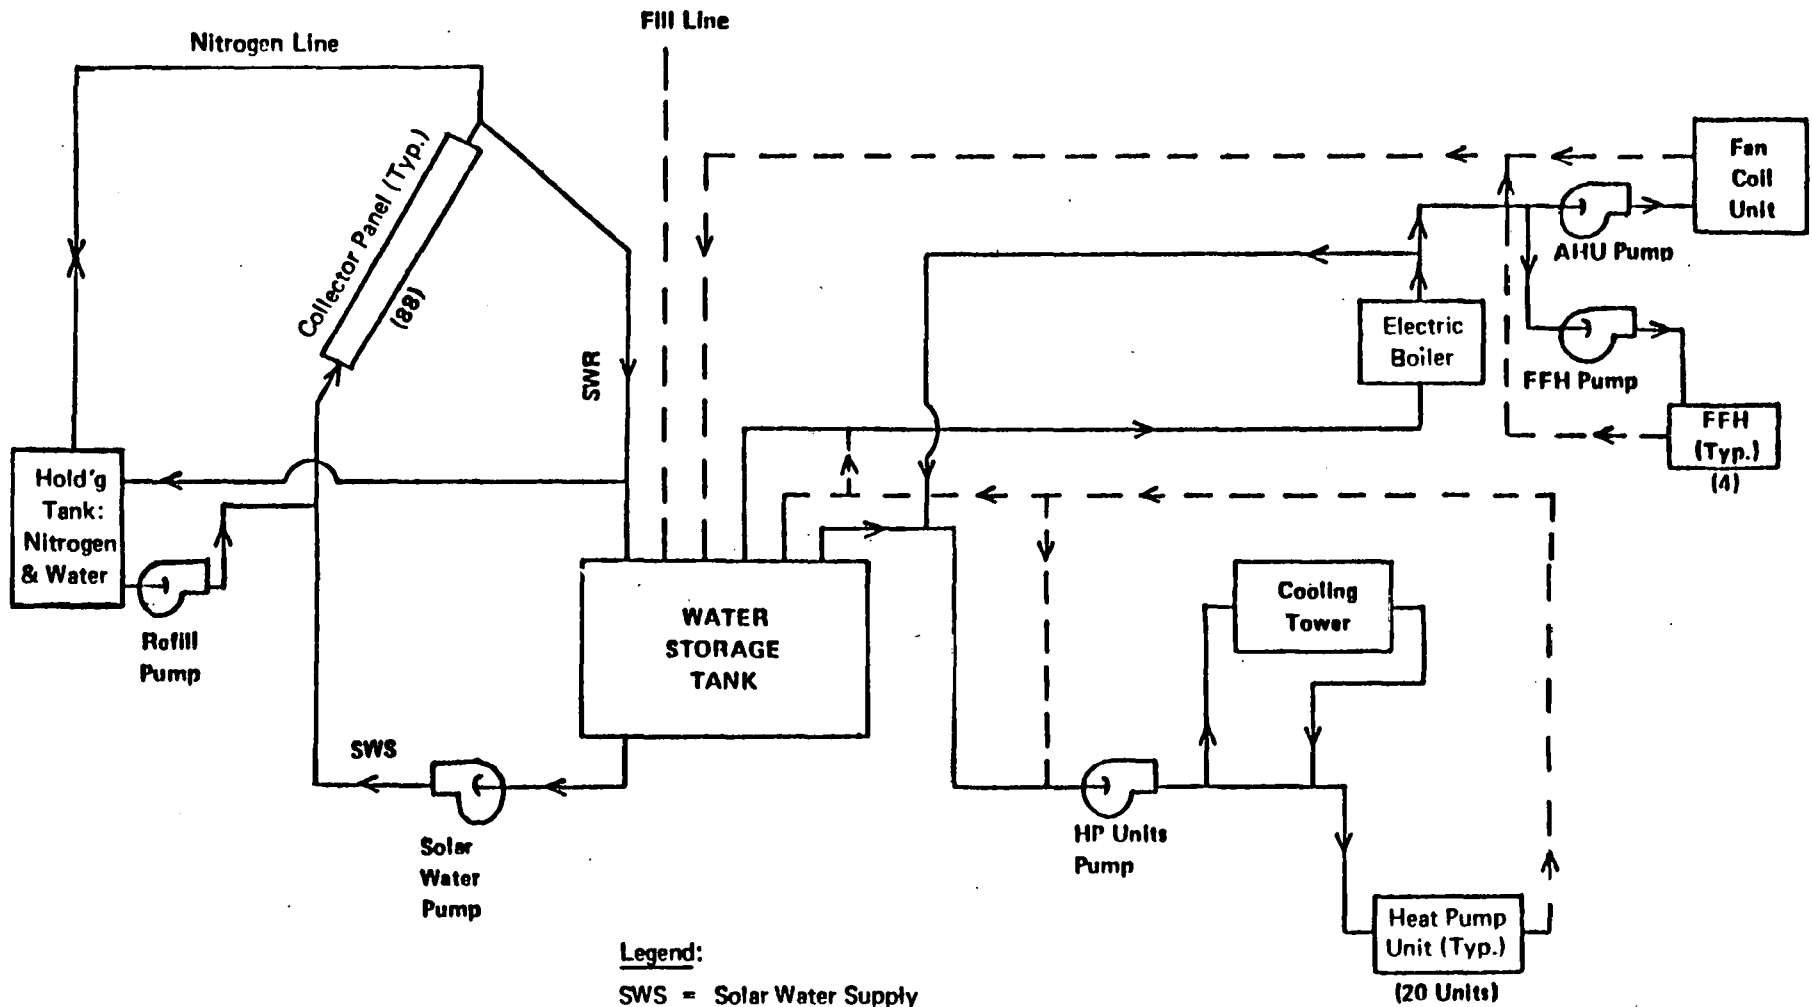 Fill Line
Nitrogen Line
Collector Panel (Typ.)
(88)
SWR
Fan
Coil
Unit
AHU Pump
Electric
Boiler
FFH Pump
FFH
(Typ.)
(4)
Hold'g
Tank:
Nitrogen
& Water
Refill
Pump
WATER
STORAGE
TANK
Cooling
Tower
SWS
Solar
Water
Pump
HP Units
Pump
Heat Pump
Unit (Typ.)
(20 Units)
Legend:
SWS = Solar Water Supply